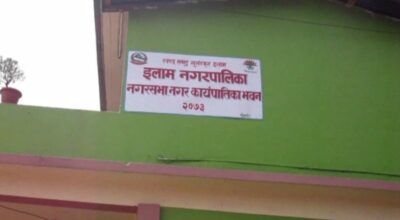 इलाम नगरपालिका
नगरसभा नगर कार्यपालिका भवन
२०७३